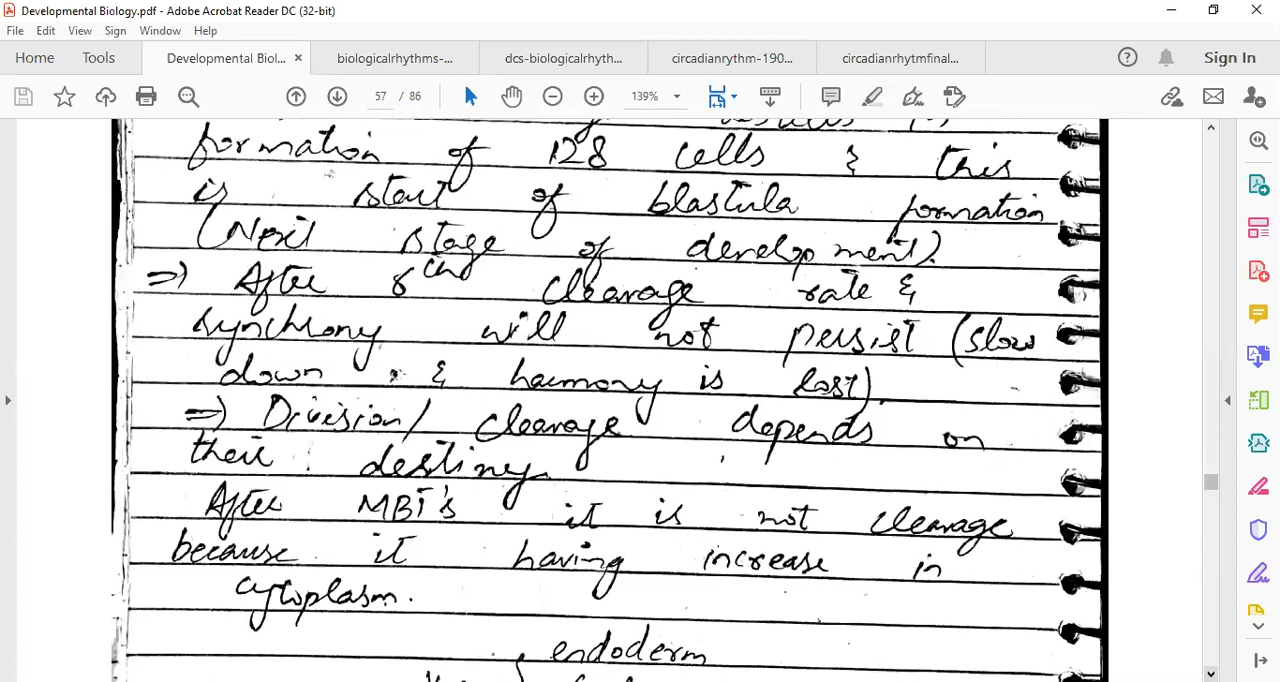 Developmental Biology.pdf - Adobe Acrobat Reader DC (32-bit)
File Edit View Sign Window Help
Home Tools Developmental Biol... × biologicalrhythms-... dcs-biologicalrhyth... circadianrythm-190... circadianrhytmfinal... Sign In
57 / 86 139%
formation of 128 cells & this
is start of blastula formation
(Next stage of development).
=> After 8th cleavage rate &
synchrony will not persist (slow
down & harmony is lost).
=> Division/ cleavage depends on
their destiny.
After MBT's it is not cleavage
because it having increase in
cytoplasm.
endoderm